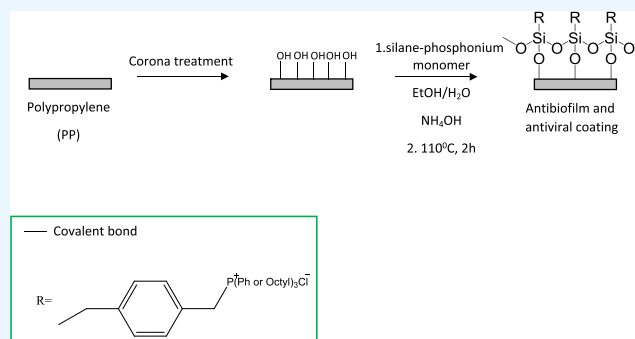 Polypropylene
(PP)
Corona treatment
OH OH OH OH OH
1.silane-phosphonium
monomer
EtOH/H₂O
NH₄OH
2. 110⁰C, 2h
R R R
Si Si Si
O O O O
O O O
Antibiofilm and
antiviral coating
Covalent bond
R=
P⁺(Ph or Octyl)₃Cl⁻